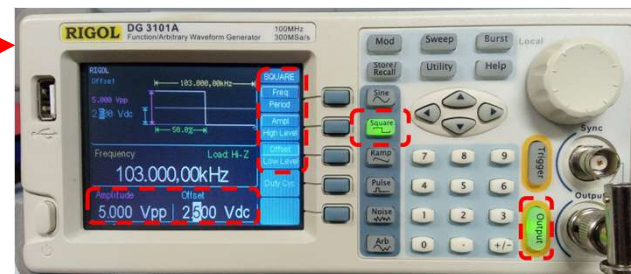 RIGOL DG 3101A
Function/Arbitrary Waveform Generator
100MHz
300MSa/s
RIGOL
Offset
103.000,00kHz
5.000 Vpp
2.500 Vdc
50.0%
Frequency
Load: Hi-Z
103.000,00kHz
Amplitude
Offset
5.000 Vpp
2.500 Vdc
SQUARE
Freq
Period
Ampl
High Level
Offset
Low Level
Duty Cyc
Mod
Sweep
Burst
Local
Store/
Recall
Utility
Help
Sine
Square
Ramp
Pulse
Noise
Arb
7
8
9
4
5
6
1
2
3
0
.
+/-
Trigger
Output
Sync
Output